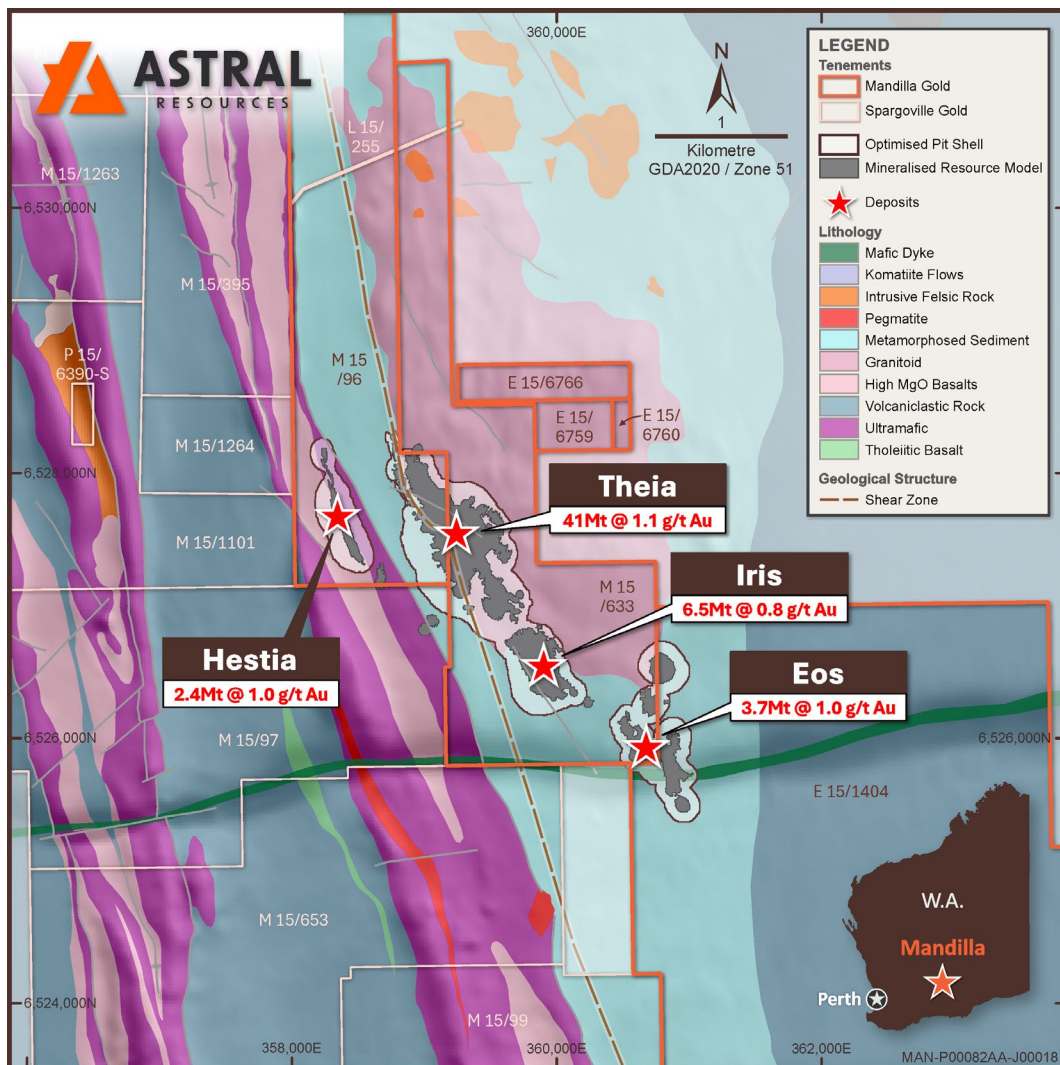 ASTRAL
RESOURCES
360,000E
N
1
Kilometre
GDA2020 / Zone 51
LEGEND
Tenements
Mandilla Gold
Spargoville Gold
Optimised Pit Shell
Mineralised Resource Model
Deposits
Lithology
Mafic Dyke
Komatiite Flows
Intrusive Felsic Rock
Pegmatite
Metamorphosed Sediment
Granitoid
High MgO Basalts
Volcaniclastic Rock
Ultramafic
Tholeiitic Basalt
Geological Structure
Shear Zone
L 15/
255
M 15/1263
6,530,000N
M 15/395
P 15/
6390-S
M 15
/96
E 15/6766
E 15/
6759
E 15/
6760
M 15/1264
6,528,000N
Theia
41Mt @ 1.1 g/t Au
M 15/1101
Iris
6.5Mt @ 0.8 g/t Au
M 15
/633
Hestia
2.4Mt @ 1.0 g/t Au
Eos
3.7Mt @ 1.0 g/t Au
M 15/97
6,526,000N
6,526,000N
E 15/1404
M 15/653
W.A.
Mandilla
Perth
6,524,000N
M 15/99
358,000E
360,000E
362,000E
MAN-P00082AA-J00018